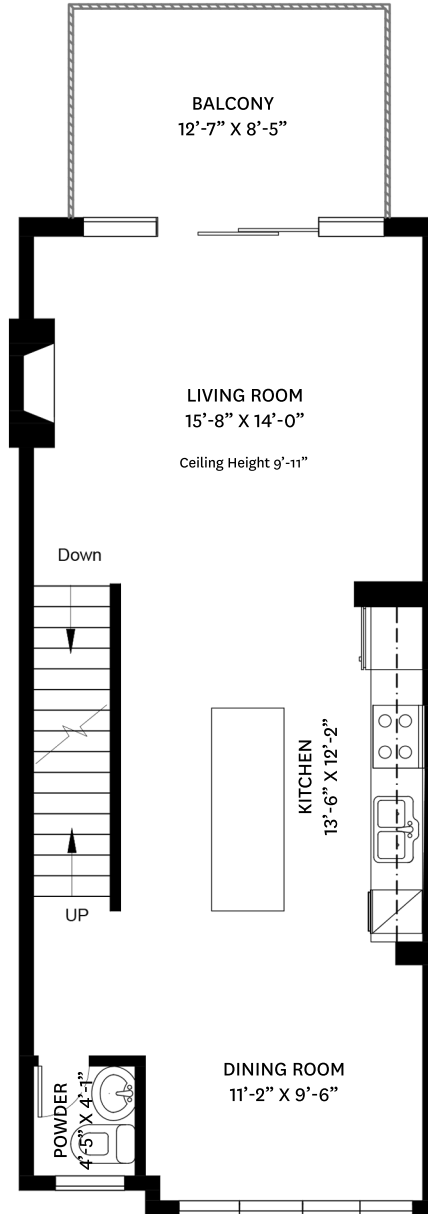 BALCONY
12’-7” X 8’-5”
LIVING ROOM
15’-8” X 14’-0”
Ceiling Height 9’-11”
Down
KITCHEN
13’-6” X 12’-2”
UP
DINING ROOM
11’-2” X 9’-6”
POWDER
4’-5” X 4’-1”